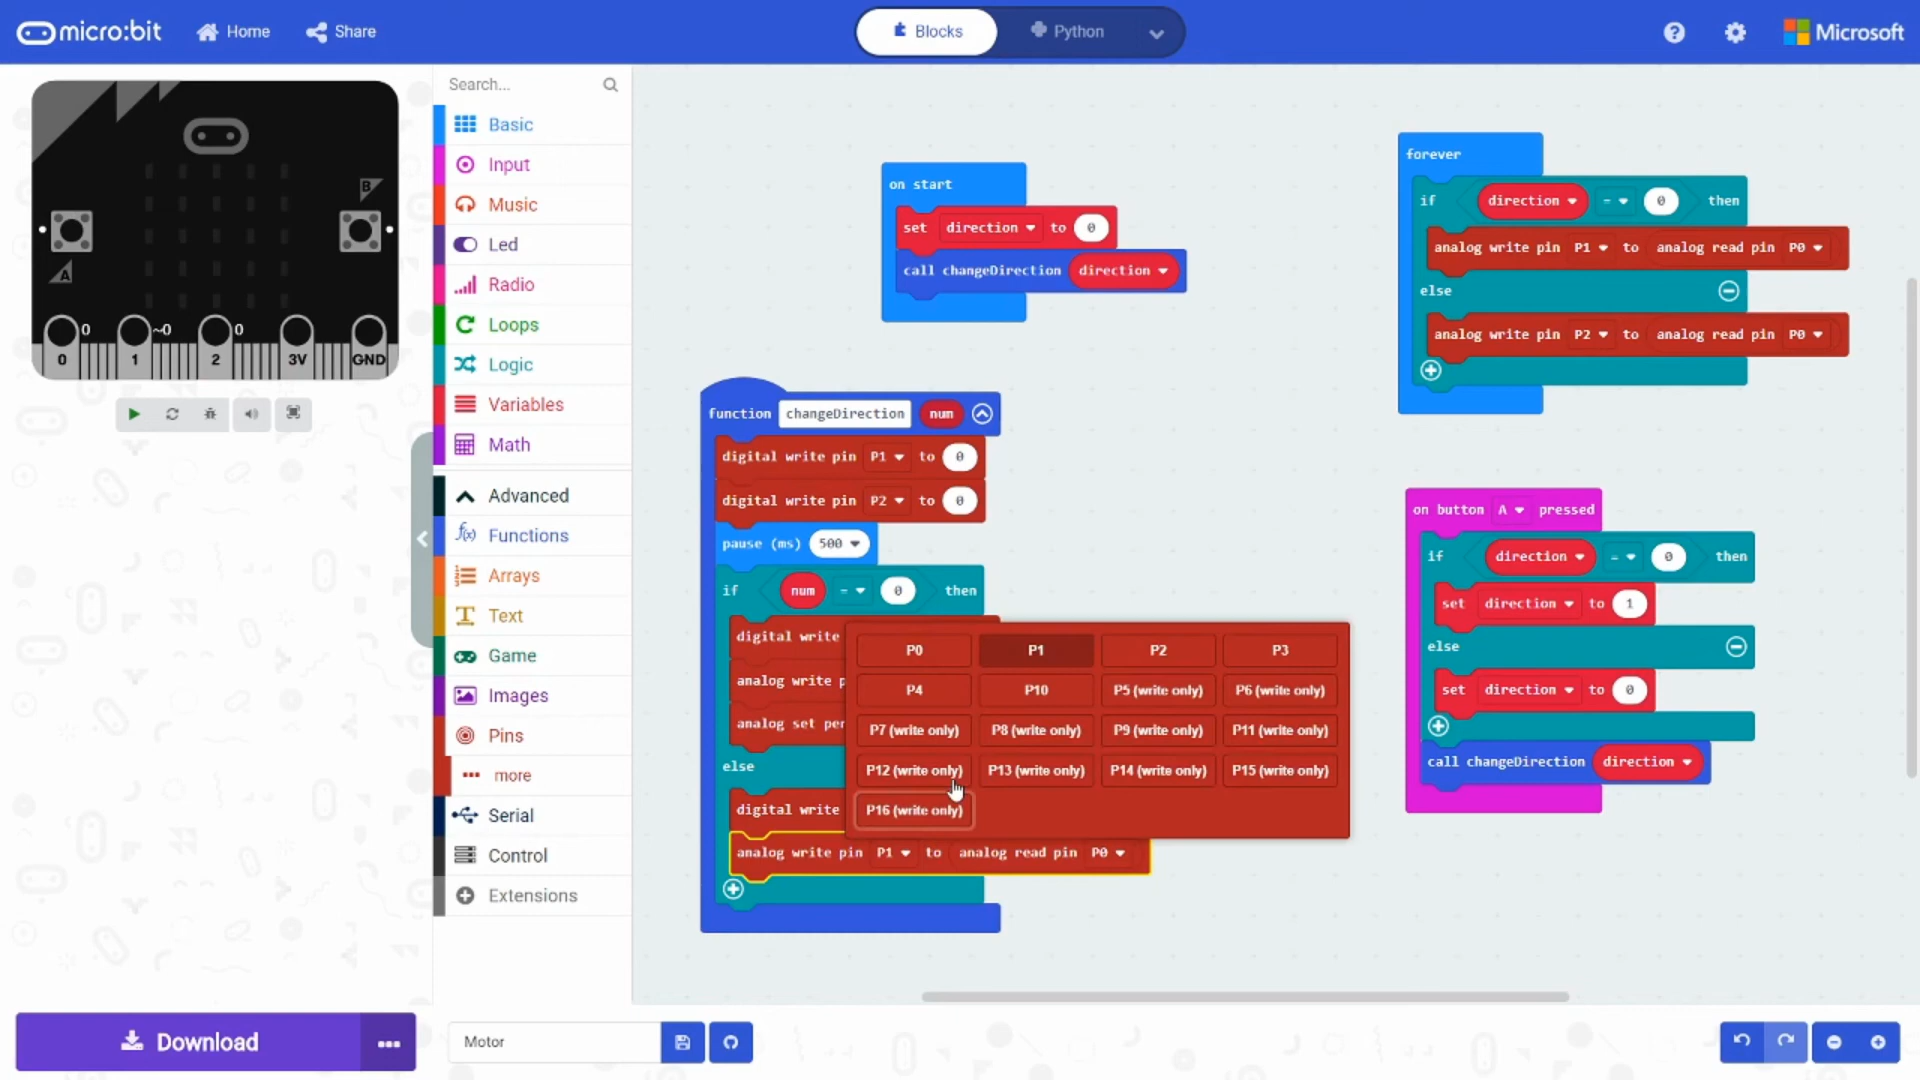 micro:bit
Home
Share
Blocks
Python
Microsoft
B
A
0
~0
0
0
1
2
3V
GND
Search...
Basic
Input
Music
Led
Radio
Loops
Logic
Variables
Math
Advanced
Functions
Arrays
Text
Game
Images
Pins
more
Serial
Control
Extensions
on start
set direction to 0
call changeDirection direction
function changeDirection num
digital write pin P1 to 0
digital write pin P2 to 0
pause (ms) 500
if num = 0 then
digital write
analog write p
analog set per
else
digital write
analog write pin P1 to analog read pin P0
P0 P1 P2 P3
P4 P10 P5 (write only) P6 (write only)
P7 (write only) P8 (write only) P9 (write only) P11 (write only)
P12 (write only) P13 (write only) P14 (write only) P15 (write only)
P16 (write only)
forever
if direction = 0 then
analog write pin P1 to analog read pin P0
else
analog write pin P2 to analog read pin P0
on button A pressed
if direction = 0 then
set direction to 1
else
set direction to 0
call changeDirection direction
Download
Motor